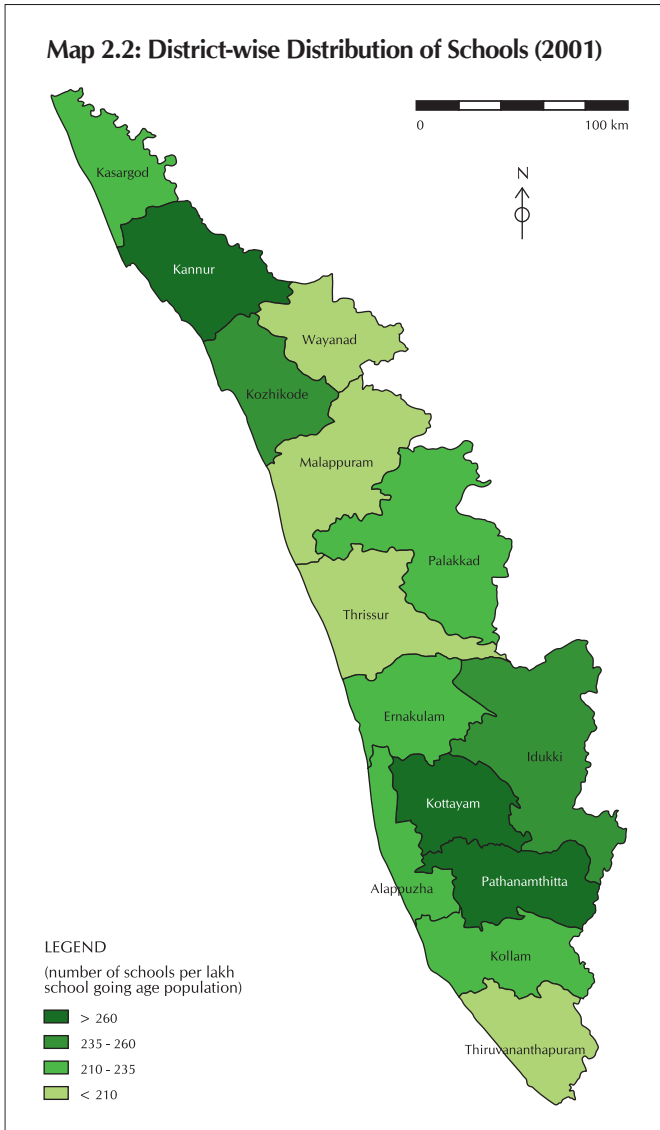 Map 2.2: District-wise Distribution of Schools (2001)
0 100 km
N
Kasargod
Kannur
Wayanad
Kozhikode
Malappuram
Palakkad
Thrissur
Ernakulam
Idukki
Kottayam
Pathanamthitta
Alappuzha
Kollam
Thiruvananthapuram
LEGEND
(number of schools per lakh
school going age population)
> 260
235 - 260
210 - 235
< 210